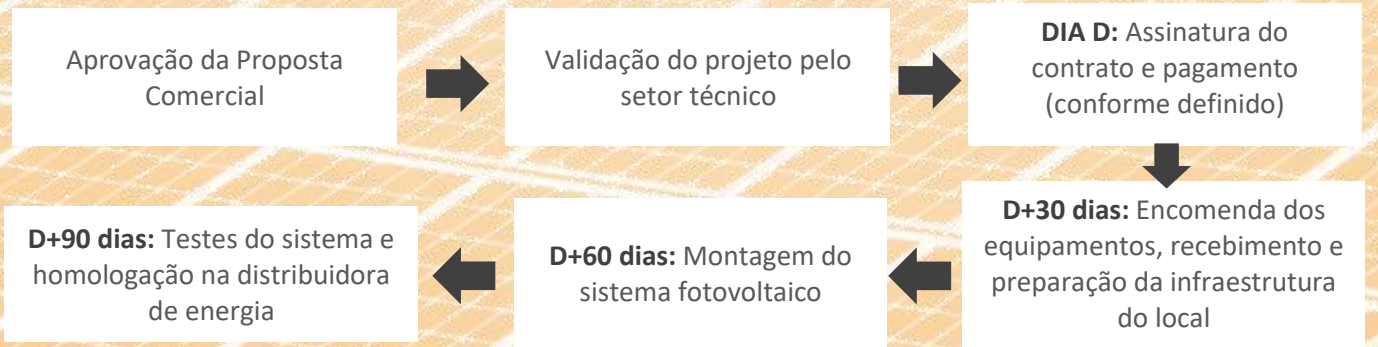 Aprovação da Proposta
Comercial
Validação do projeto pelo
setor técnico
DIA D: Assinatura do
contrato e pagamento
(conforme definido)
D+30 dias: Encomenda dos
equipamentos, recebimento e
preparação da infraestrutura
do local
D+60 dias: Montagem do
sistema fotovoltaico
D+90 dias: Testes do sistema e
homologação na distribuidora
de energia